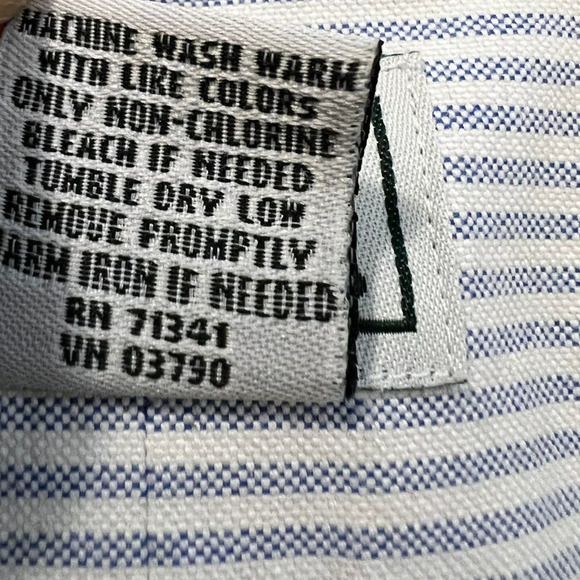 MACHINE WASH WARM
WITH LIKE COLORS
ONLY NON-CHLORINE
BLEACH IF NEEDED
TUMBLE DRY LOW
REMOVE PROMPTLY
ARM IRON IF NEEDED
RN 71341
VN 03790